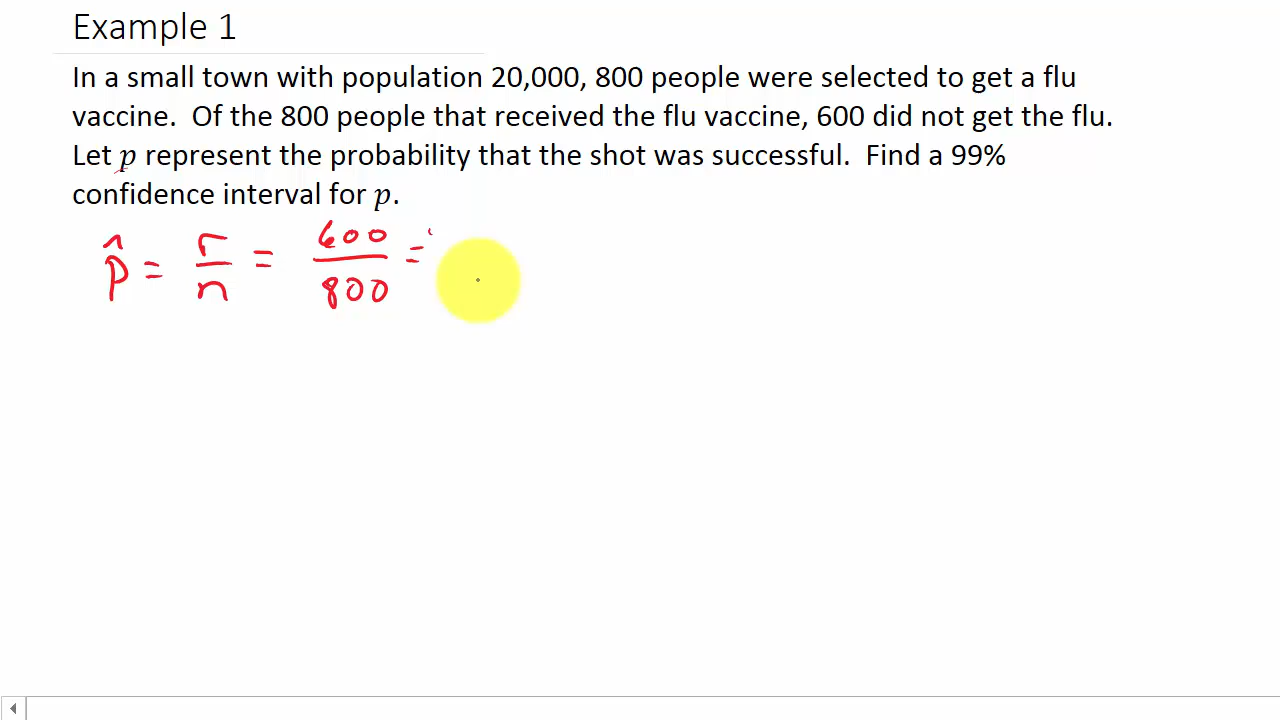 Example 1
In a small town with population 20,000, 800 people were selected to get a flu
vaccine.  Of the 800 people that received the flu vaccine, 600 did not get the flu.
Let p represent the probability that the shot was successful.  Find a 99%
confidence interval for p.
p̂ = r/n = 600/800 =